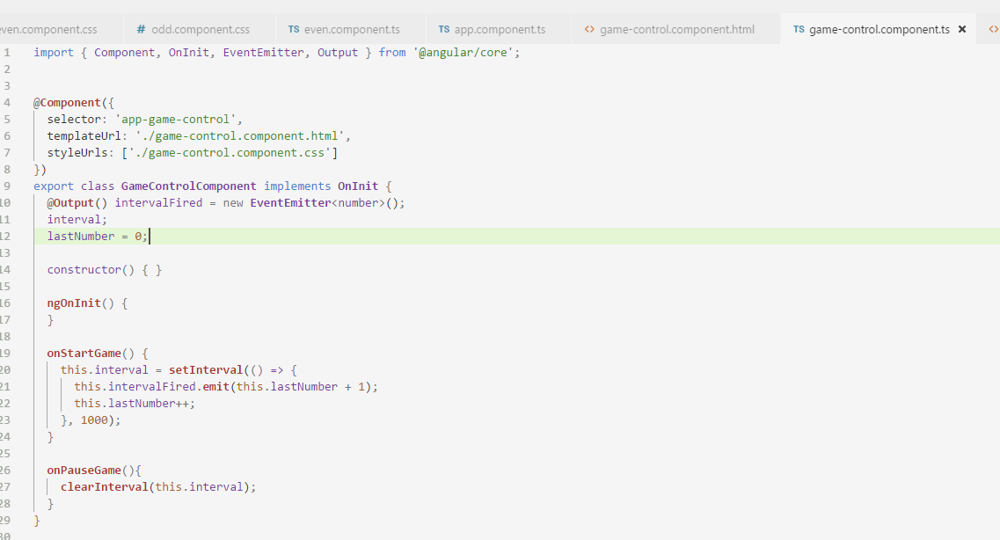 even.component.css # odd.component.css TS even.component.ts TS app.component.ts <> game-control.component.html TS game-control.component.ts × <>
1 import { Component, OnInit, EventEmitter, Output } from '@angular/core';
2
3
4 @Component({
5 selector: 'app-game-control',
6 templateUrl: './game-control.component.html',
7 styleUrls: ['./game-control.component.css']
8 })
9 export class GameControlComponent implements OnInit {
10 @Output() intervalFired = new EventEmitter<number>();
11 interval;
12 lastNumber = 0;
13
14 constructor() { }
15
16 ngOnInit() {
17 }
18
19 onStartGame() {
20 this.interval = setInterval(() => {
21 this.intervalFired.emit(this.lastNumber + 1);
22 this.lastNumber++;
23 }, 1000);
24 }
25
26 onPauseGame(){
27 clearInterval(this.interval);
28 }
29 }
30